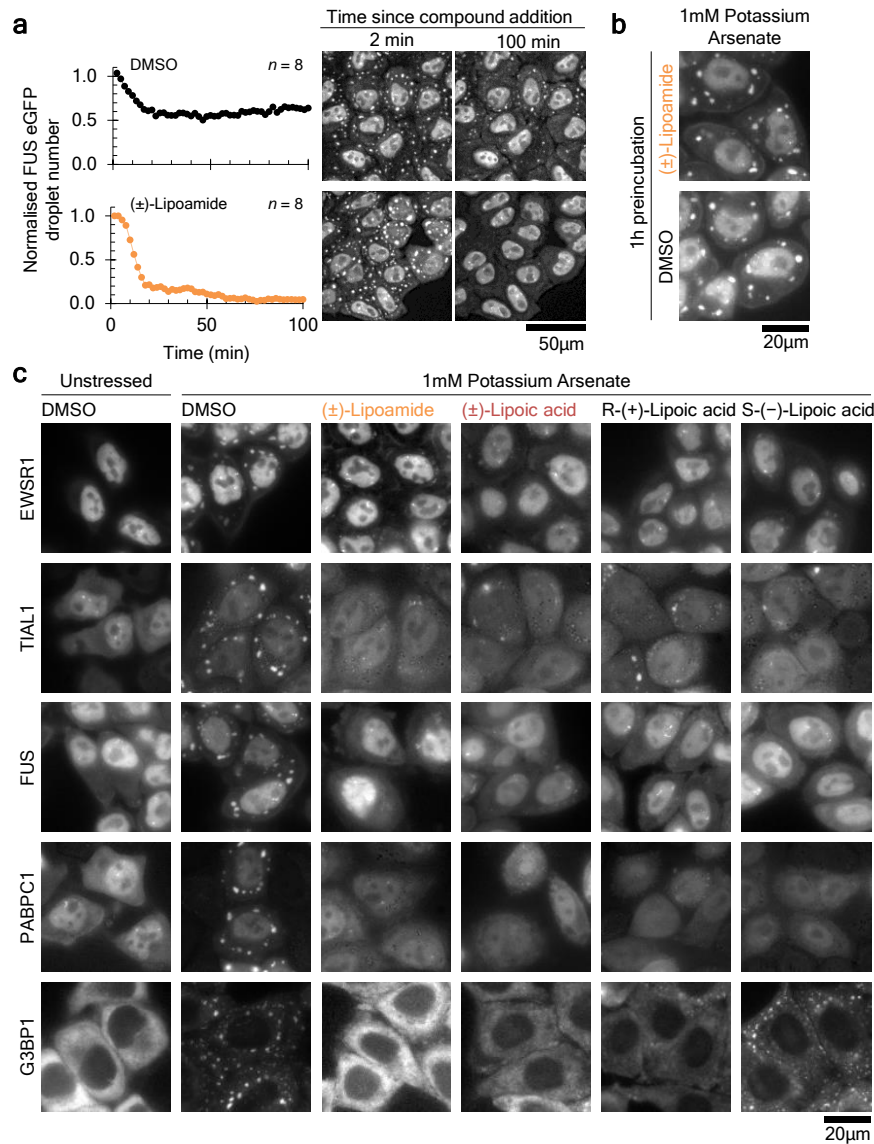 a
Time since compound addition
2 min
100 min
Normalised FUS eGFP
droplet number
1.0
0.5
0.0
DMSO
n = 8
1.0
0.5
0.0
(±)-Lipoamide
n = 8
0
50
100
Time (min)
50µm
b
1mM Potassium
Arsenate
1h preincubation
(±)-Lipoamide
DMSO
20µm
c
Unstressed
1mM Potassium Arsenate
DMSO
DMSO
(±)-Lipoamide
(±)-Lipoic acid
R-(+)-Lipoic acid
S-(−)-Lipoic acid
EWSR1
TIAL1
FUS
PABPC1
G3BP1
20µm